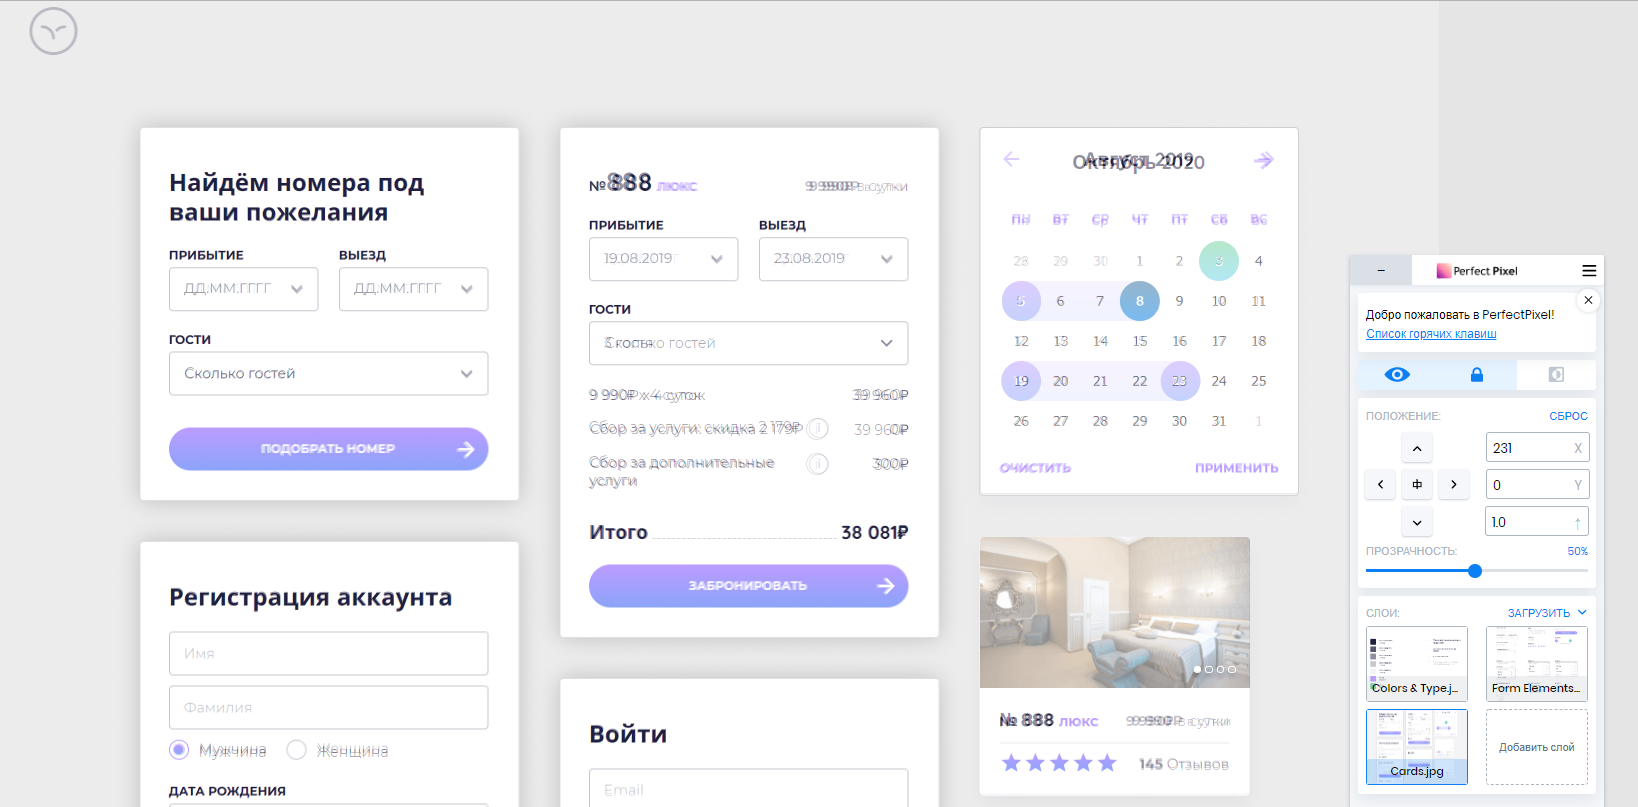 Найдём номера под
ваши пожелания
ПРИБЫТИЕ
ВЫЕЗД
ДД.ММ.ГГГГ
ДД.ММ.ГГГГ
ГОСТИ
Сколько гостей
ПОДОБРАТЬ НОМЕР
Регистрация аккаунта
Имя
Фамилия
Мужчина
Женщина
ДАТА РОЖДЕНИЯ
№ 888 ЛЮКС
9 990₽ в сутки
ПРИБЫТИЕ
ВЫЕЗД
19.08.2019
23.08.2019
ГОСТИ
Сколько гостей
9 990₽ x 4 суток
39 960₽
Сбор за услуги: скидка 2 179₽
Сбор за дополнительные
300₽
услуги
Итого
38 081₽
ЗАБРОНИРОВАТЬ
Войти
Email
Октябрь 2020
Август 2019
ПН ВТ СР ЧТ ПТ СБ ВС
28 29 30 1 2 3 4
5 6 7 8 9 10 11
12 13 14 15 16 17 18
19 20 21 22 23 24 25
26 27 28 29 30 31 1
ОЧИСТИТЬ
ПРИМЕНИТЬ
№ 888 ЛЮКС
9 990₽ в сутки
145 Отзывов
Perfect Pixel
Добро пожаловать в PerfectPixel!
Список горячих клавиш
ПОЛОЖЕНИЕ:
СБРОС
231 X
0 Y
1.0
ПРОЗРАЧНОСТЬ:
50%
СЛОИ:
ЗАГРУЗИТЬ
Colors & Type.j...
Form Elements...
Cards.jpg
Добавить слой